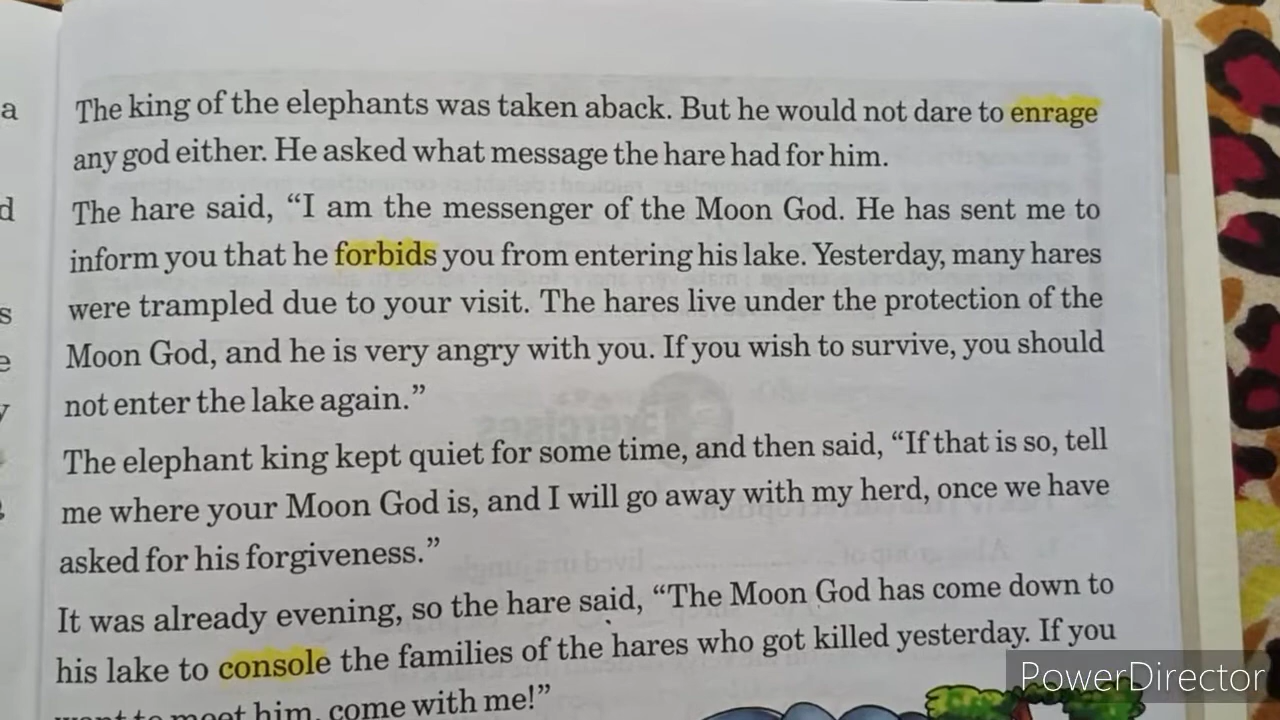 The king of the elephants was taken aback. But he would not dare to enrage
any god either. He asked what message the hare had for him.
The hare said, “I am the messenger of the Moon God. He has sent me to
inform you that he forbids you from entering his lake. Yesterday, many hares
were trampled due to your visit. The hares live under the protection of the
Moon God, and he is very angry with you. If you wish to survive, you should
not enter the lake again.”
The elephant king kept quiet for some time, and then said, “If that is so, tell
me where your Moon God is, and I will go away with my herd, once we have
asked for his forgiveness.”
It was already evening, so the hare said, “The Moon God has come down to
his lake to console the families of the hares who got killed yesterday. If you
want to meet him, come with me!”
PowerDirector